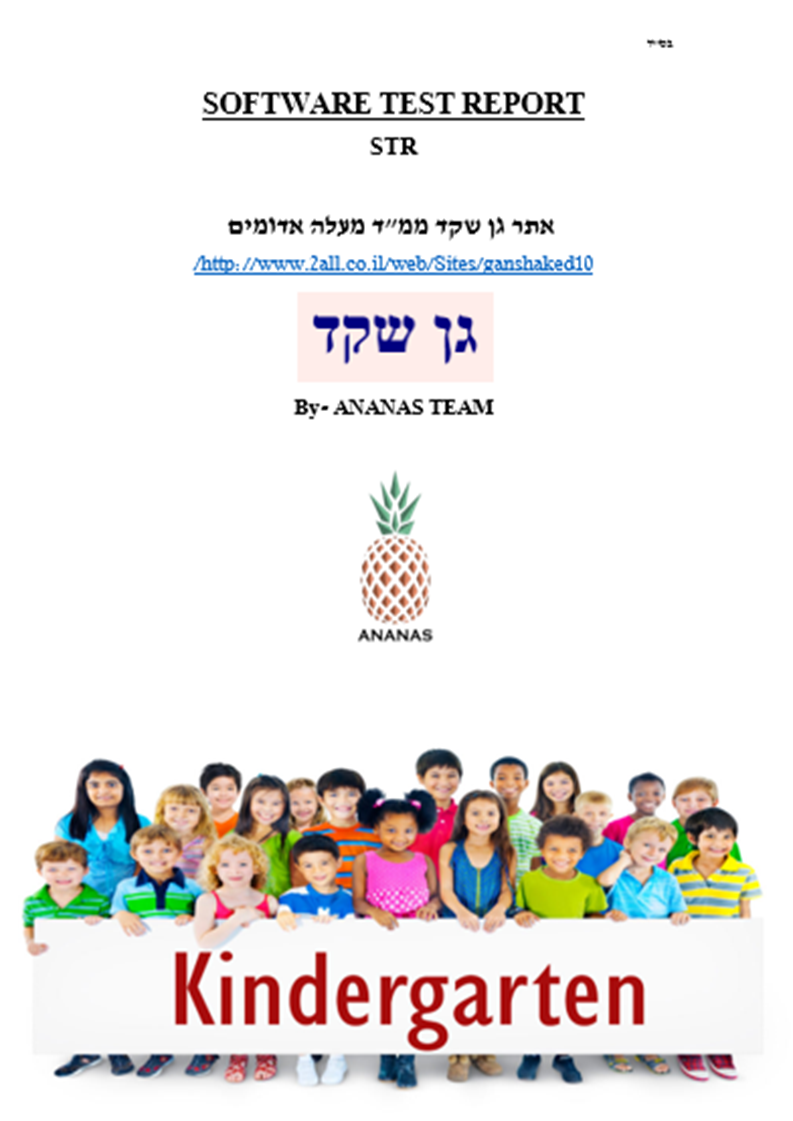 בס״ד
SOFTWARE TEST REPORT
STR
אתר גן שקד ממ״ד מעלה אדומים
/http://www.2all.co.il/web/Sites/ganshaked10
גן שקד
By- ANANAS TEAM
ANANAS
Kindergarten